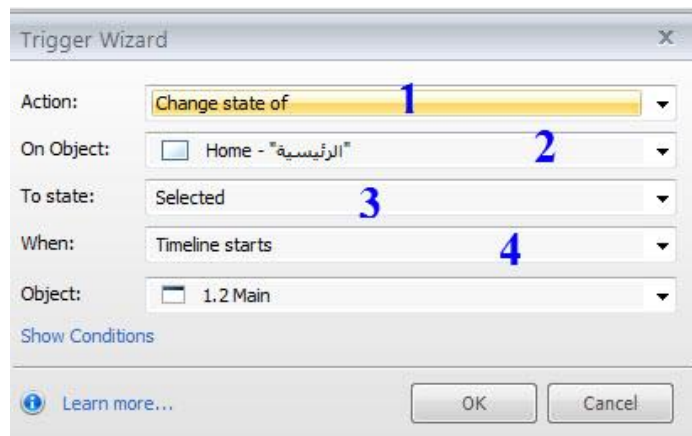 Trigger Wizard
Action: Change state of 1
On Object: Home - "الرئيسية" 2
To state: Selected 3
When: Timeline starts 4
Object: 1.2 Main
Show Conditions
Learn more... OK Cancel